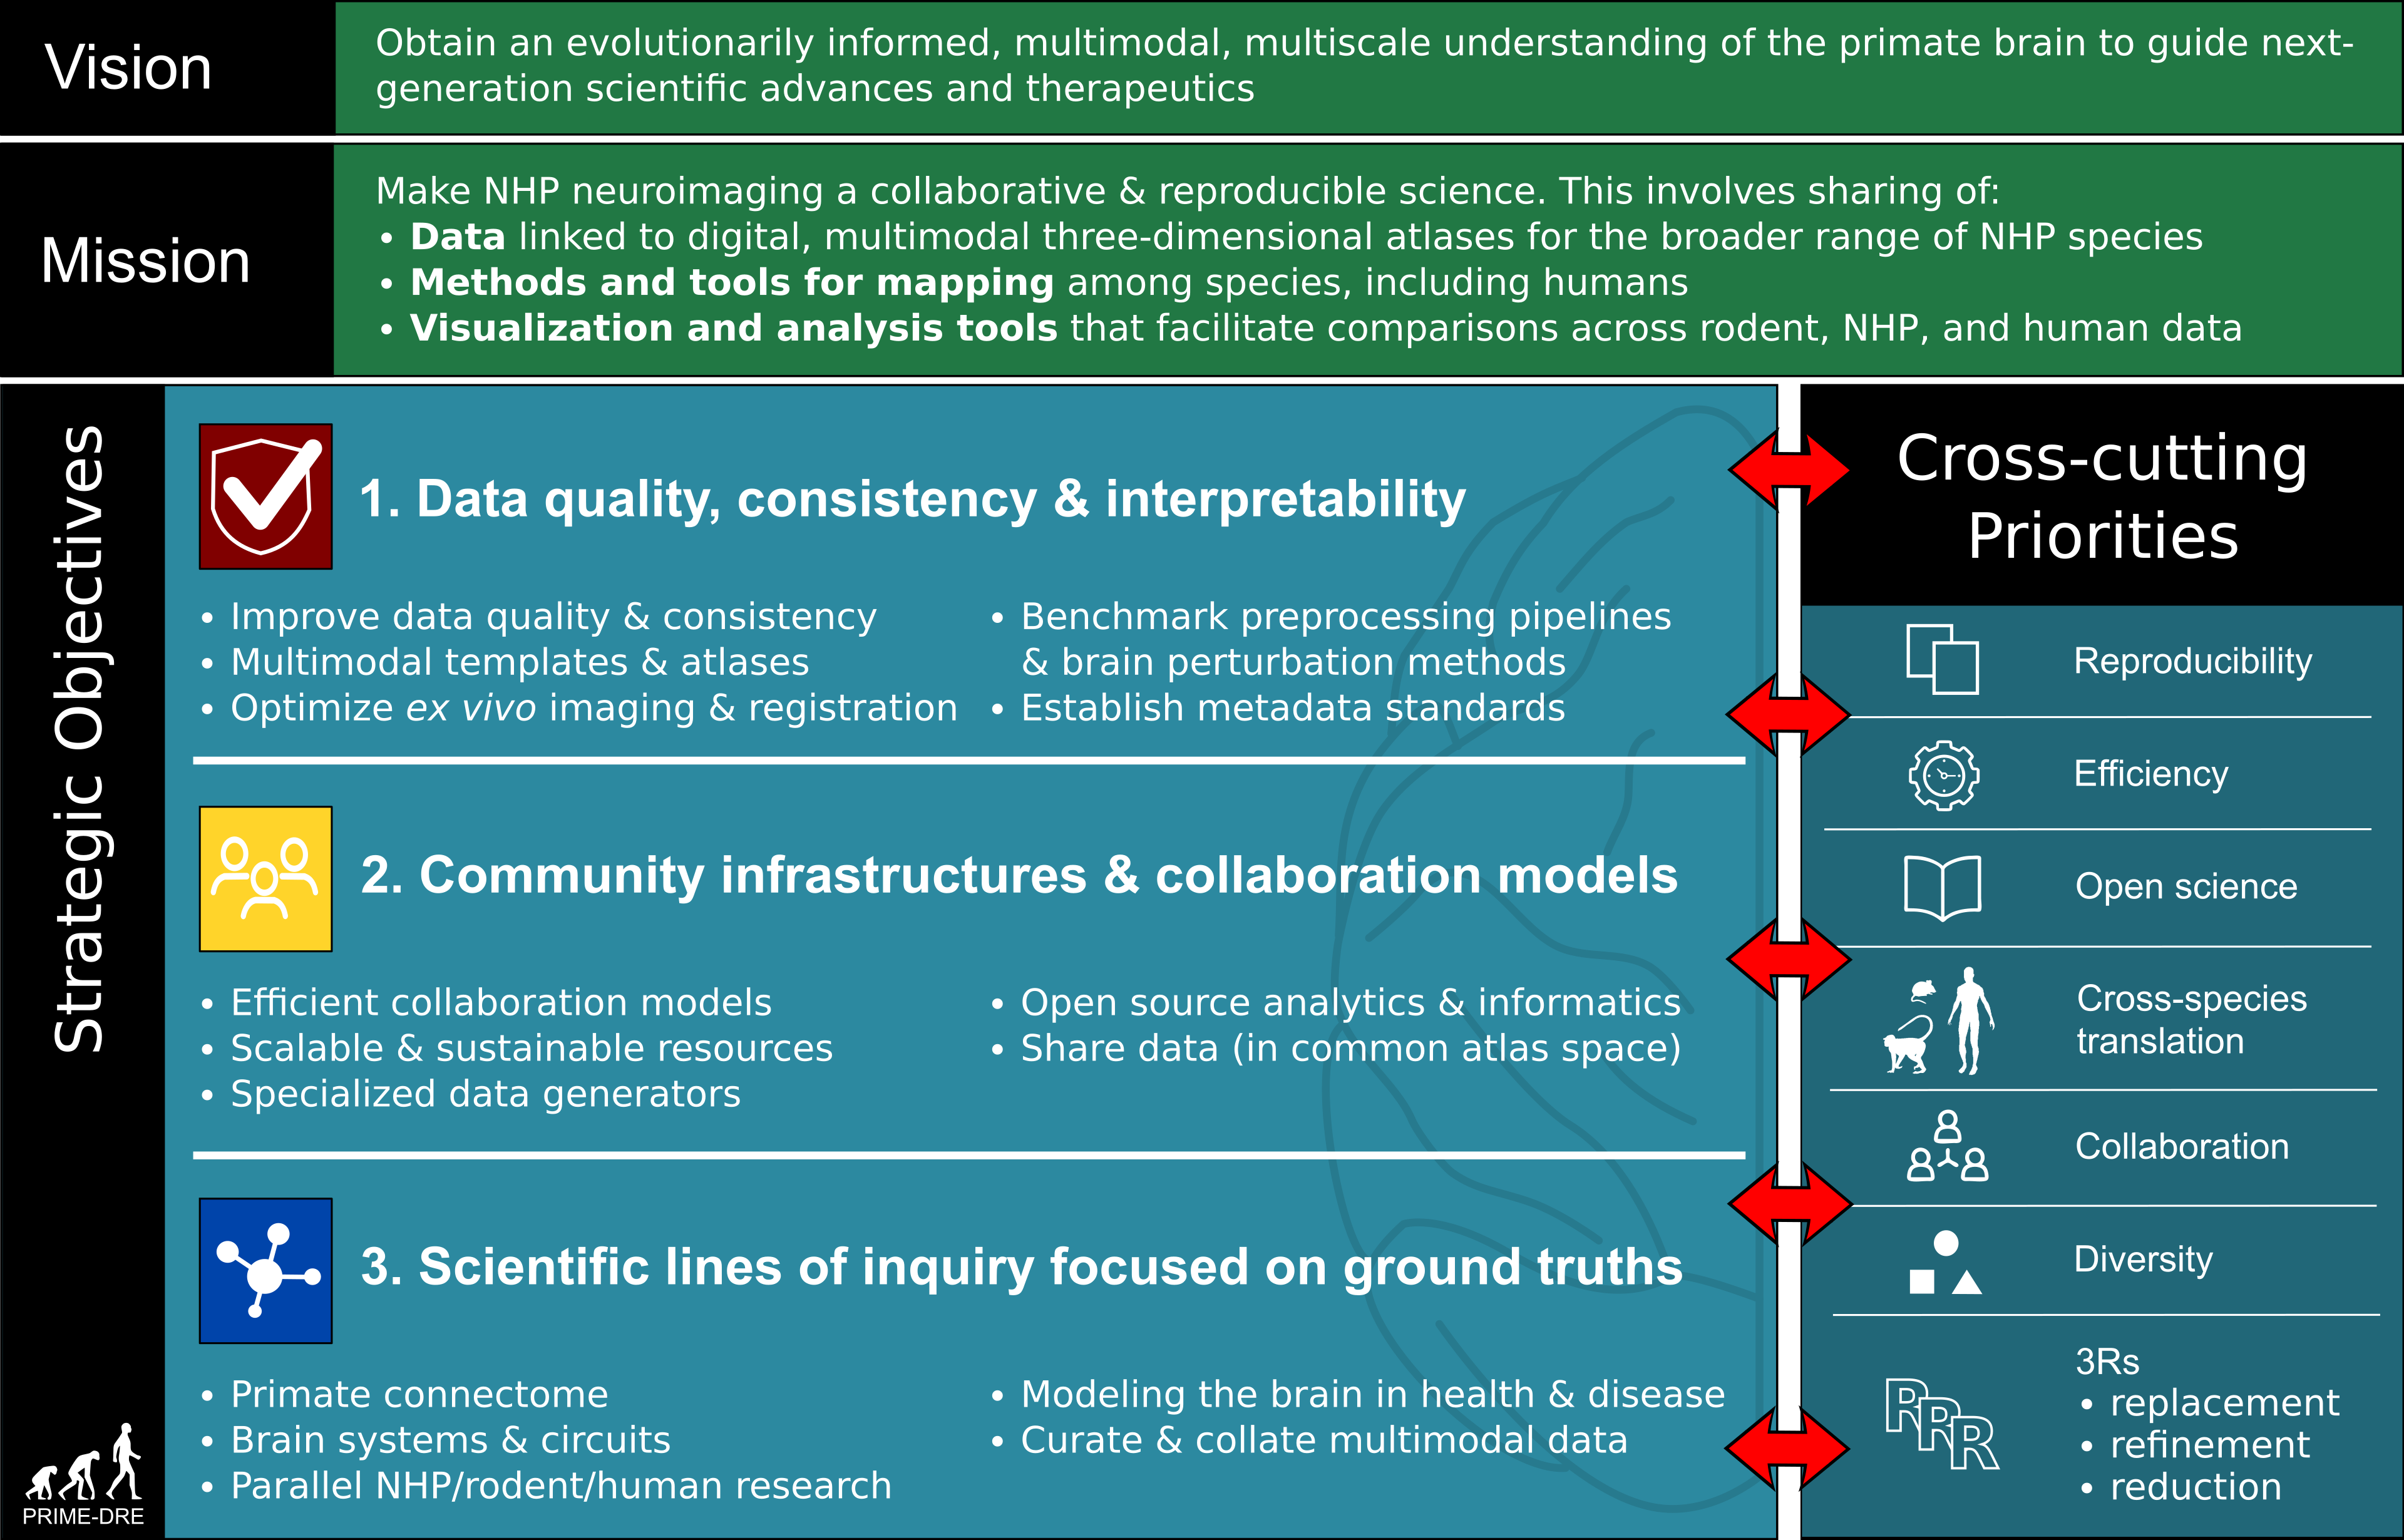 Vision
Obtain an evolutionarily informed, multimodal, multiscale understanding of the primate brain to guide next-
generation scientific advances and therapeutics
Mission
Make NHP neuroimaging a collaborative & reproducible science. This involves sharing of:
• Data linked to digital, multimodal three-dimensional atlases for the broader range of NHP species
• Methods and tools for mapping among species, including humans
• Visualization and analysis tools that facilitate comparisons across rodent, NHP, and human data
Strategic Objectives
1. Data quality, consistency & interpretability
• Improve data quality & consistency
• Multimodal templates & atlases
• Optimize ex vivo imaging & registration
• Benchmark preprocessing pipelines
& brain perturbation methods
• Establish metadata standards
2. Community infrastructures & collaboration models
• Efficient collaboration models
• Scalable & sustainable resources
• Specialized data generators
• Open source analytics & informatics
• Share data (in common atlas space)
3. Scientific lines of inquiry focused on ground truths
• Primate connectome
• Brain systems & circuits
• Parallel NHP/rodent/human research
• Modeling the brain in health & disease
• Curate & collate multimodal data
PRIME-DRE
Cross-cutting
Priorities
Reproducibility
Efficiency
Open science
Cross-species
translation
Collaboration
Diversity
RRR
3Rs
• replacement
• refinement
• reduction